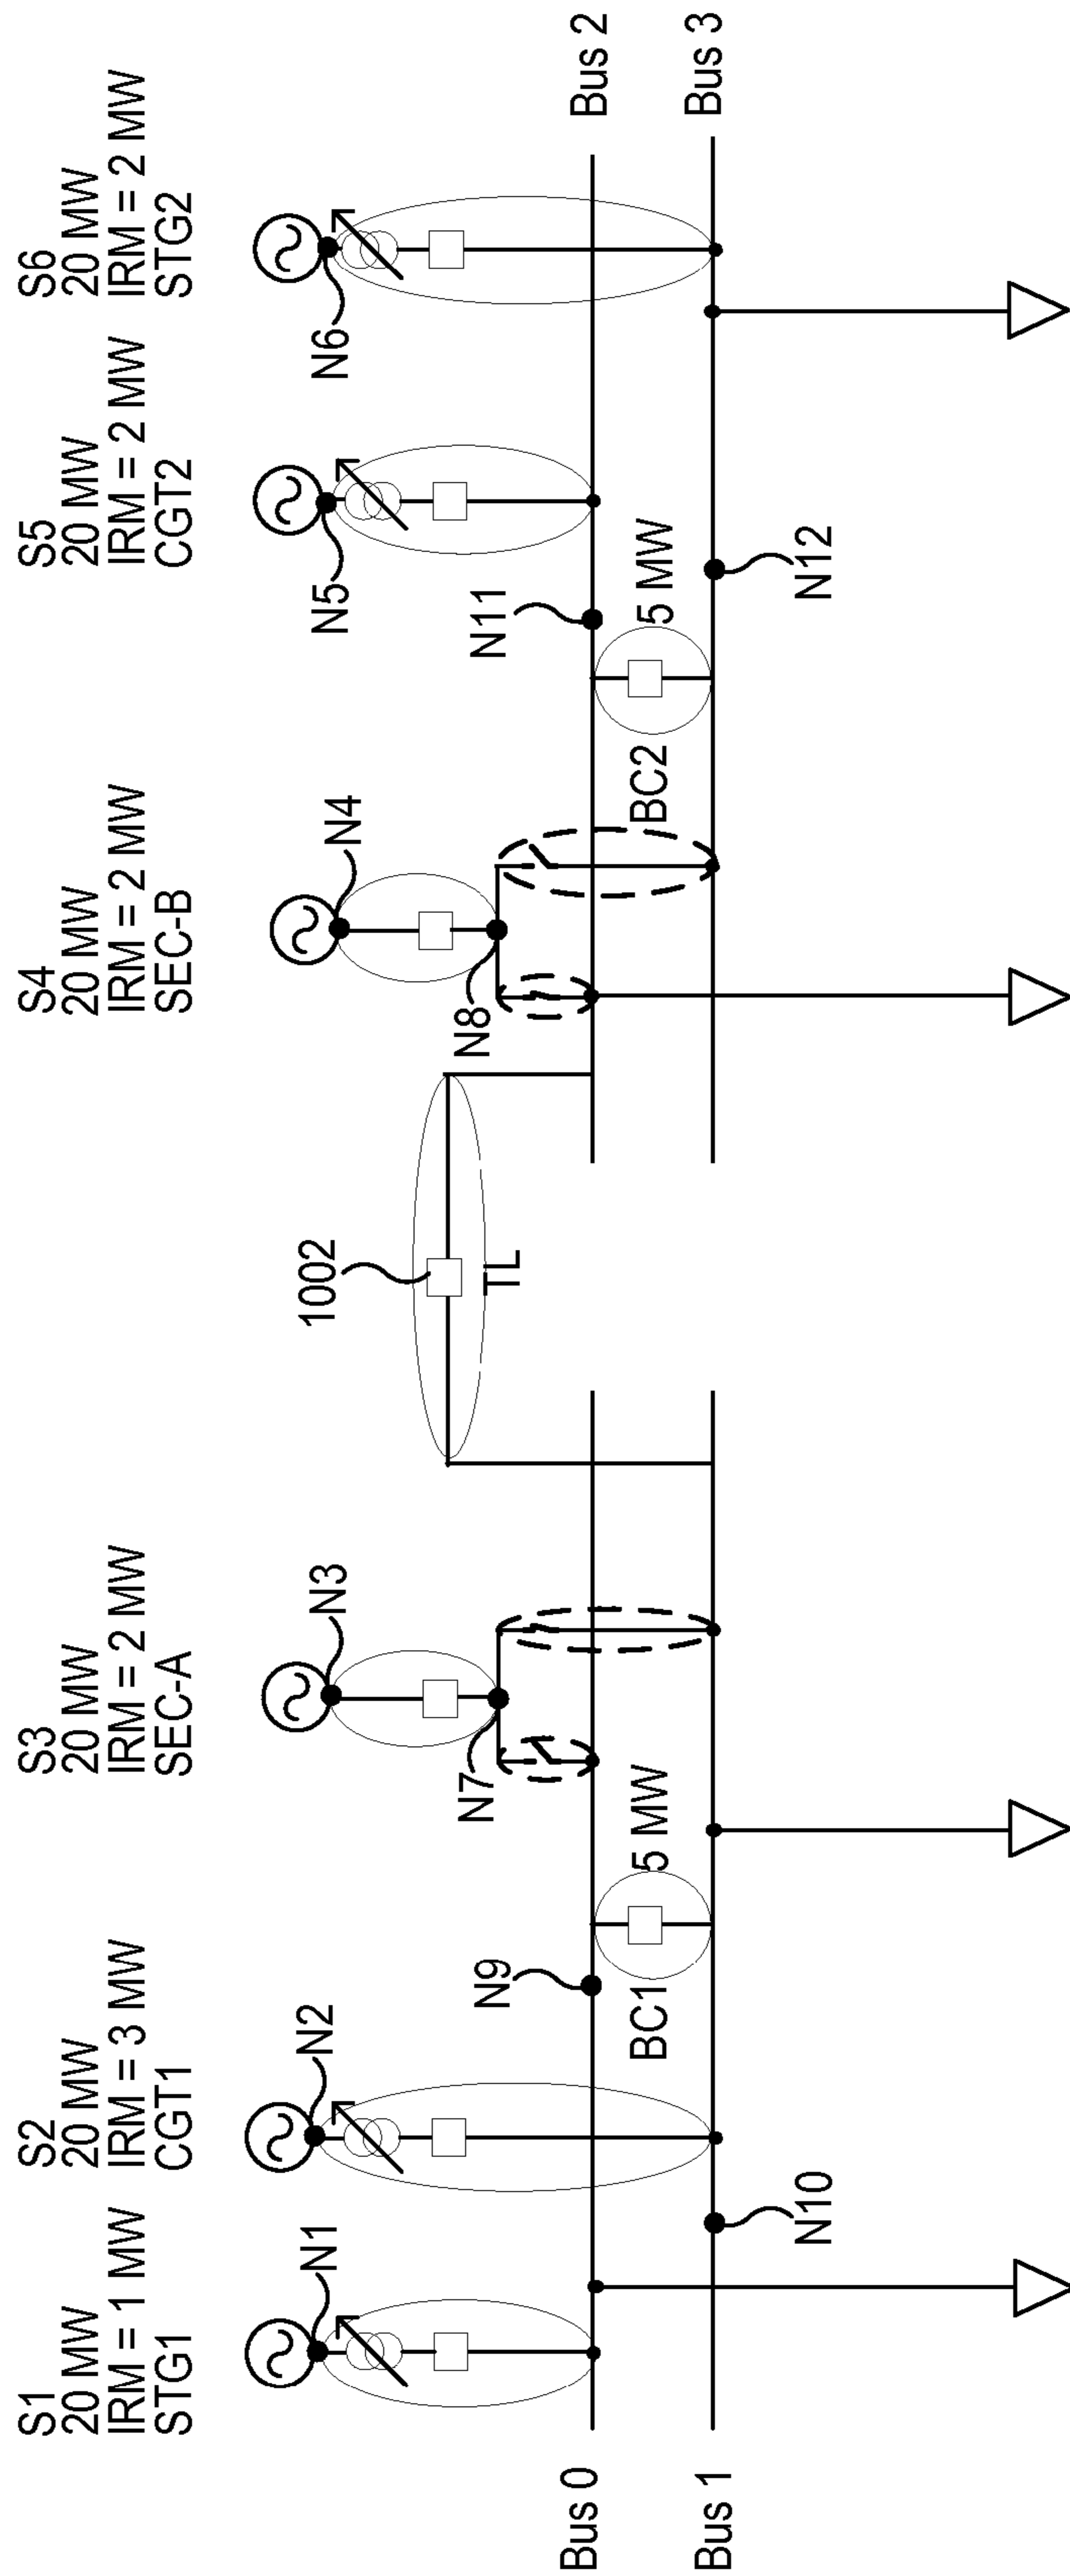 S1
20 MW
IRM = 1 MW
STG1
S2
20 MW
IRM = 3 MW
CGT1
S3
20 MW
IRM = 2 MW
SEC-A
S4
20 MW
IRM = 2 MW
SEC-B
S5
20 MW
IRM = 2 MW
CGT2
S6
20 MW
IRM = 2 MW
STG2
N1
N2
N3
1002
N4
N5
N6
N9
N7
TL
N8
N11
Bus 0
BC1
5 MW
BC2
5 MW
Bus 2
Bus 1
N10
N12
Bus 3